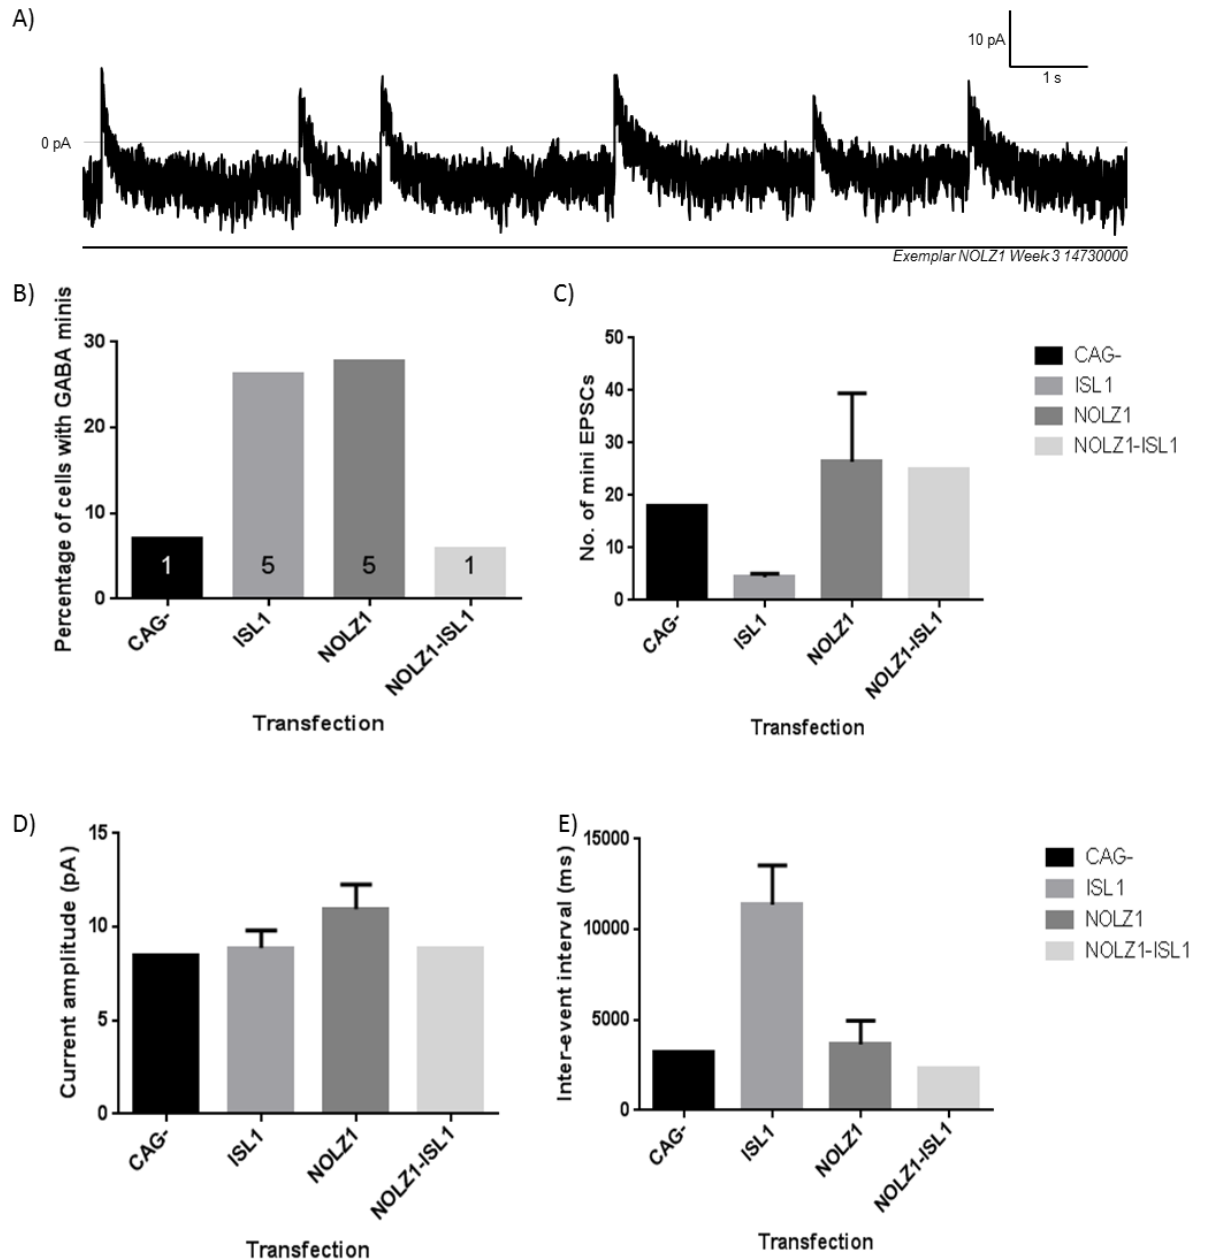 A)
10 pA
1 s
0 pA
Exemplar NOLZ1 Week 3 14730000
B)
Percentage of cells with GABA minis
30
20
10
0
1
5
5
1
CAG-
ISL1
NOLZ1
NOLZ1-ISL1
Transfection
C)
No. of mini EPSCs
50
40
30
20
10
0
CAG-
ISL1
NOLZ1
NOLZ1-ISL1
Transfection
CAG-
ISL1
NOLZ1
NOLZ1-ISL1
D)
Current amplitude (pA)
15
10
5
0
CAG-
ISL1
NOLZ1
NOLZ1-ISL1
Transfection
E)
Inter-event interval (ms)
15000
10000
5000
0
CAG-
ISL1
NOLZ1
NOLZ1-ISL1
Transfection
CAG-
ISL1
NOLZ1
NOLZ1-ISL1